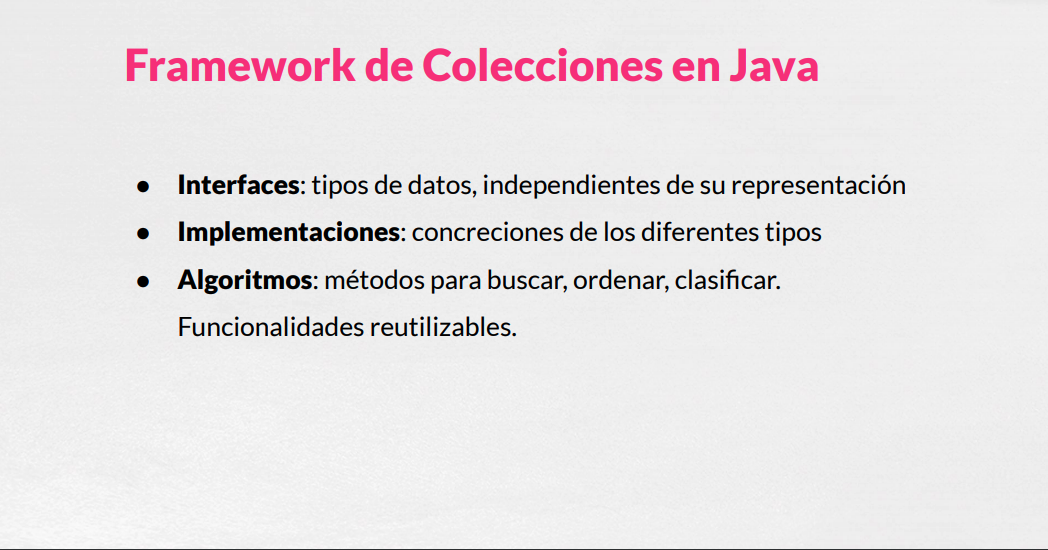 Framework de Colecciones en Java
● Interfaces: tipos de datos, independientes de su representación
● Implementaciones: concreciones de los diferentes tipos
● Algoritmos: métodos para buscar, ordenar, clasificar.
Funcionalidades reutilizables.